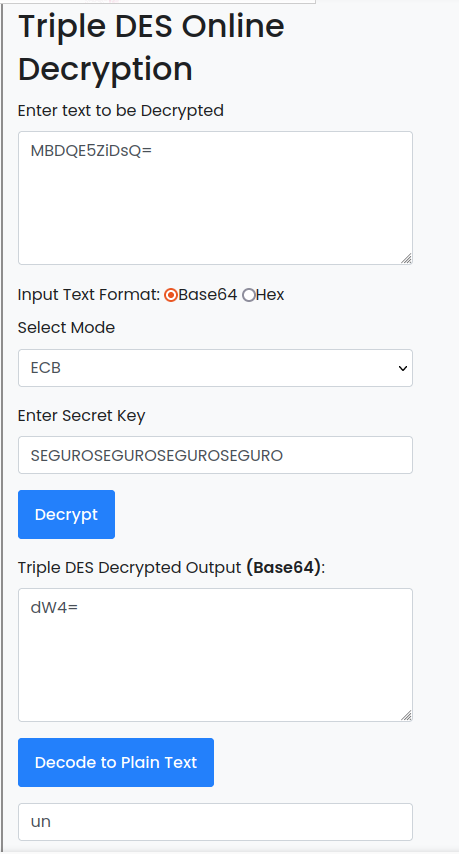 Triple DES Online
Decryption
Enter text to be Decrypted
MBDQE5ZiDsQ=
Input Text Format: Base64 Hex
Select Mode
ECB
Enter Secret Key
SEGUROSEGUROSEGUROSEGURO
Decrypt
Triple DES Decrypted Output (Base64):
dW4=
Decode to Plain Text
un